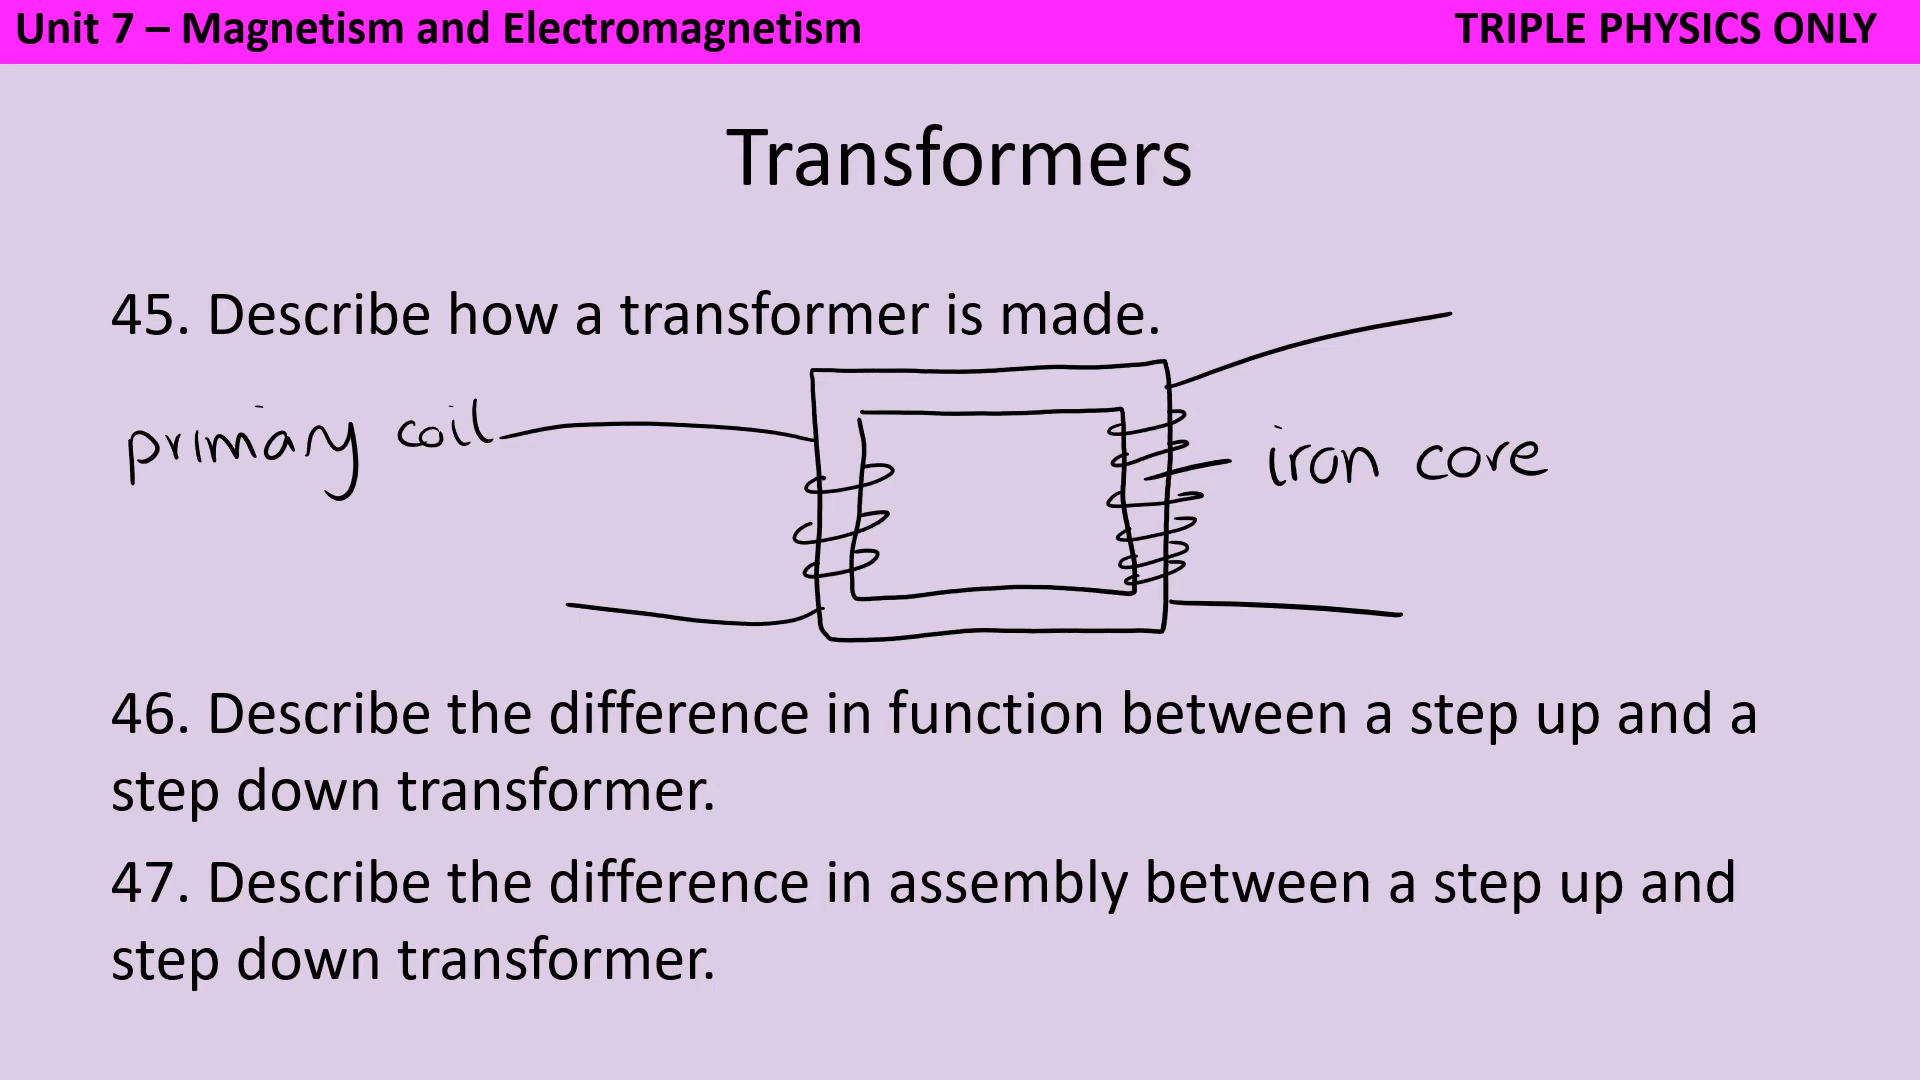 Unit 7 – Magnetism and Electromagnetism TRIPLE PHYSICS ONLY
Transformers
45. Describe how a transformer is made.
primary coil
iron core
46. Describe the difference in function between a step up and a
step down transformer.
47. Describe the difference in assembly between a step up and
step down transformer.